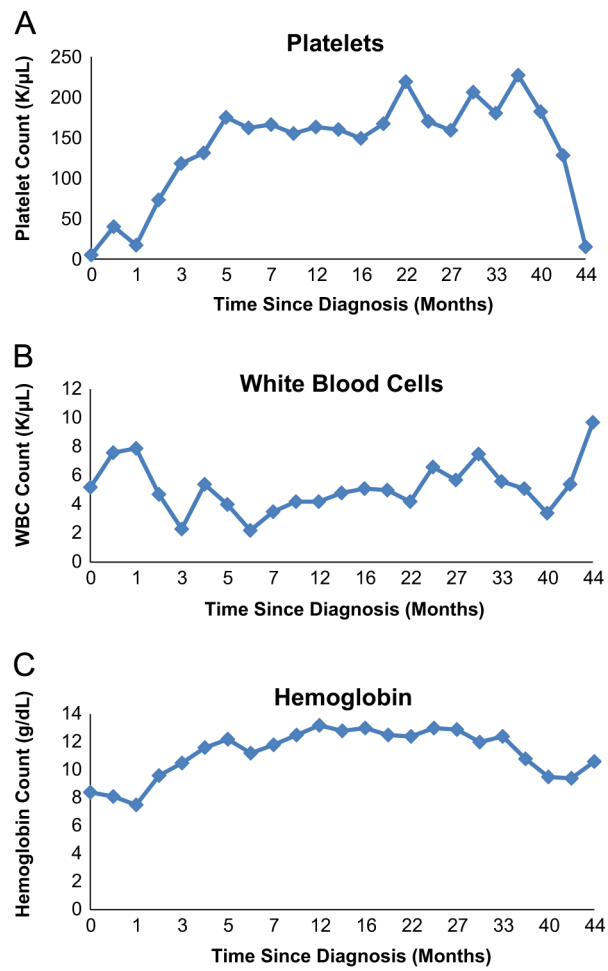 A
Platelets
Platelet Count (K/µL)
250
200
150
100
50
0
0 1 3 5 7 12 16 22 27 33 40 44
Time Since Diagnosis (Months)
B
White Blood Cells
WBC Count (K/µL)
12
10
8
6
4
2
0
0 1 3 5 7 12 16 22 27 33 40 44
Time Since Diagnosis (Months)
C
Hemoglobin
Hemoglobin Count (g/dL)
14
12
10
8
6
4
2
0
0 1 3 5 7 12 16 22 27 33 40 44
Time Since Diagnosis (Months)